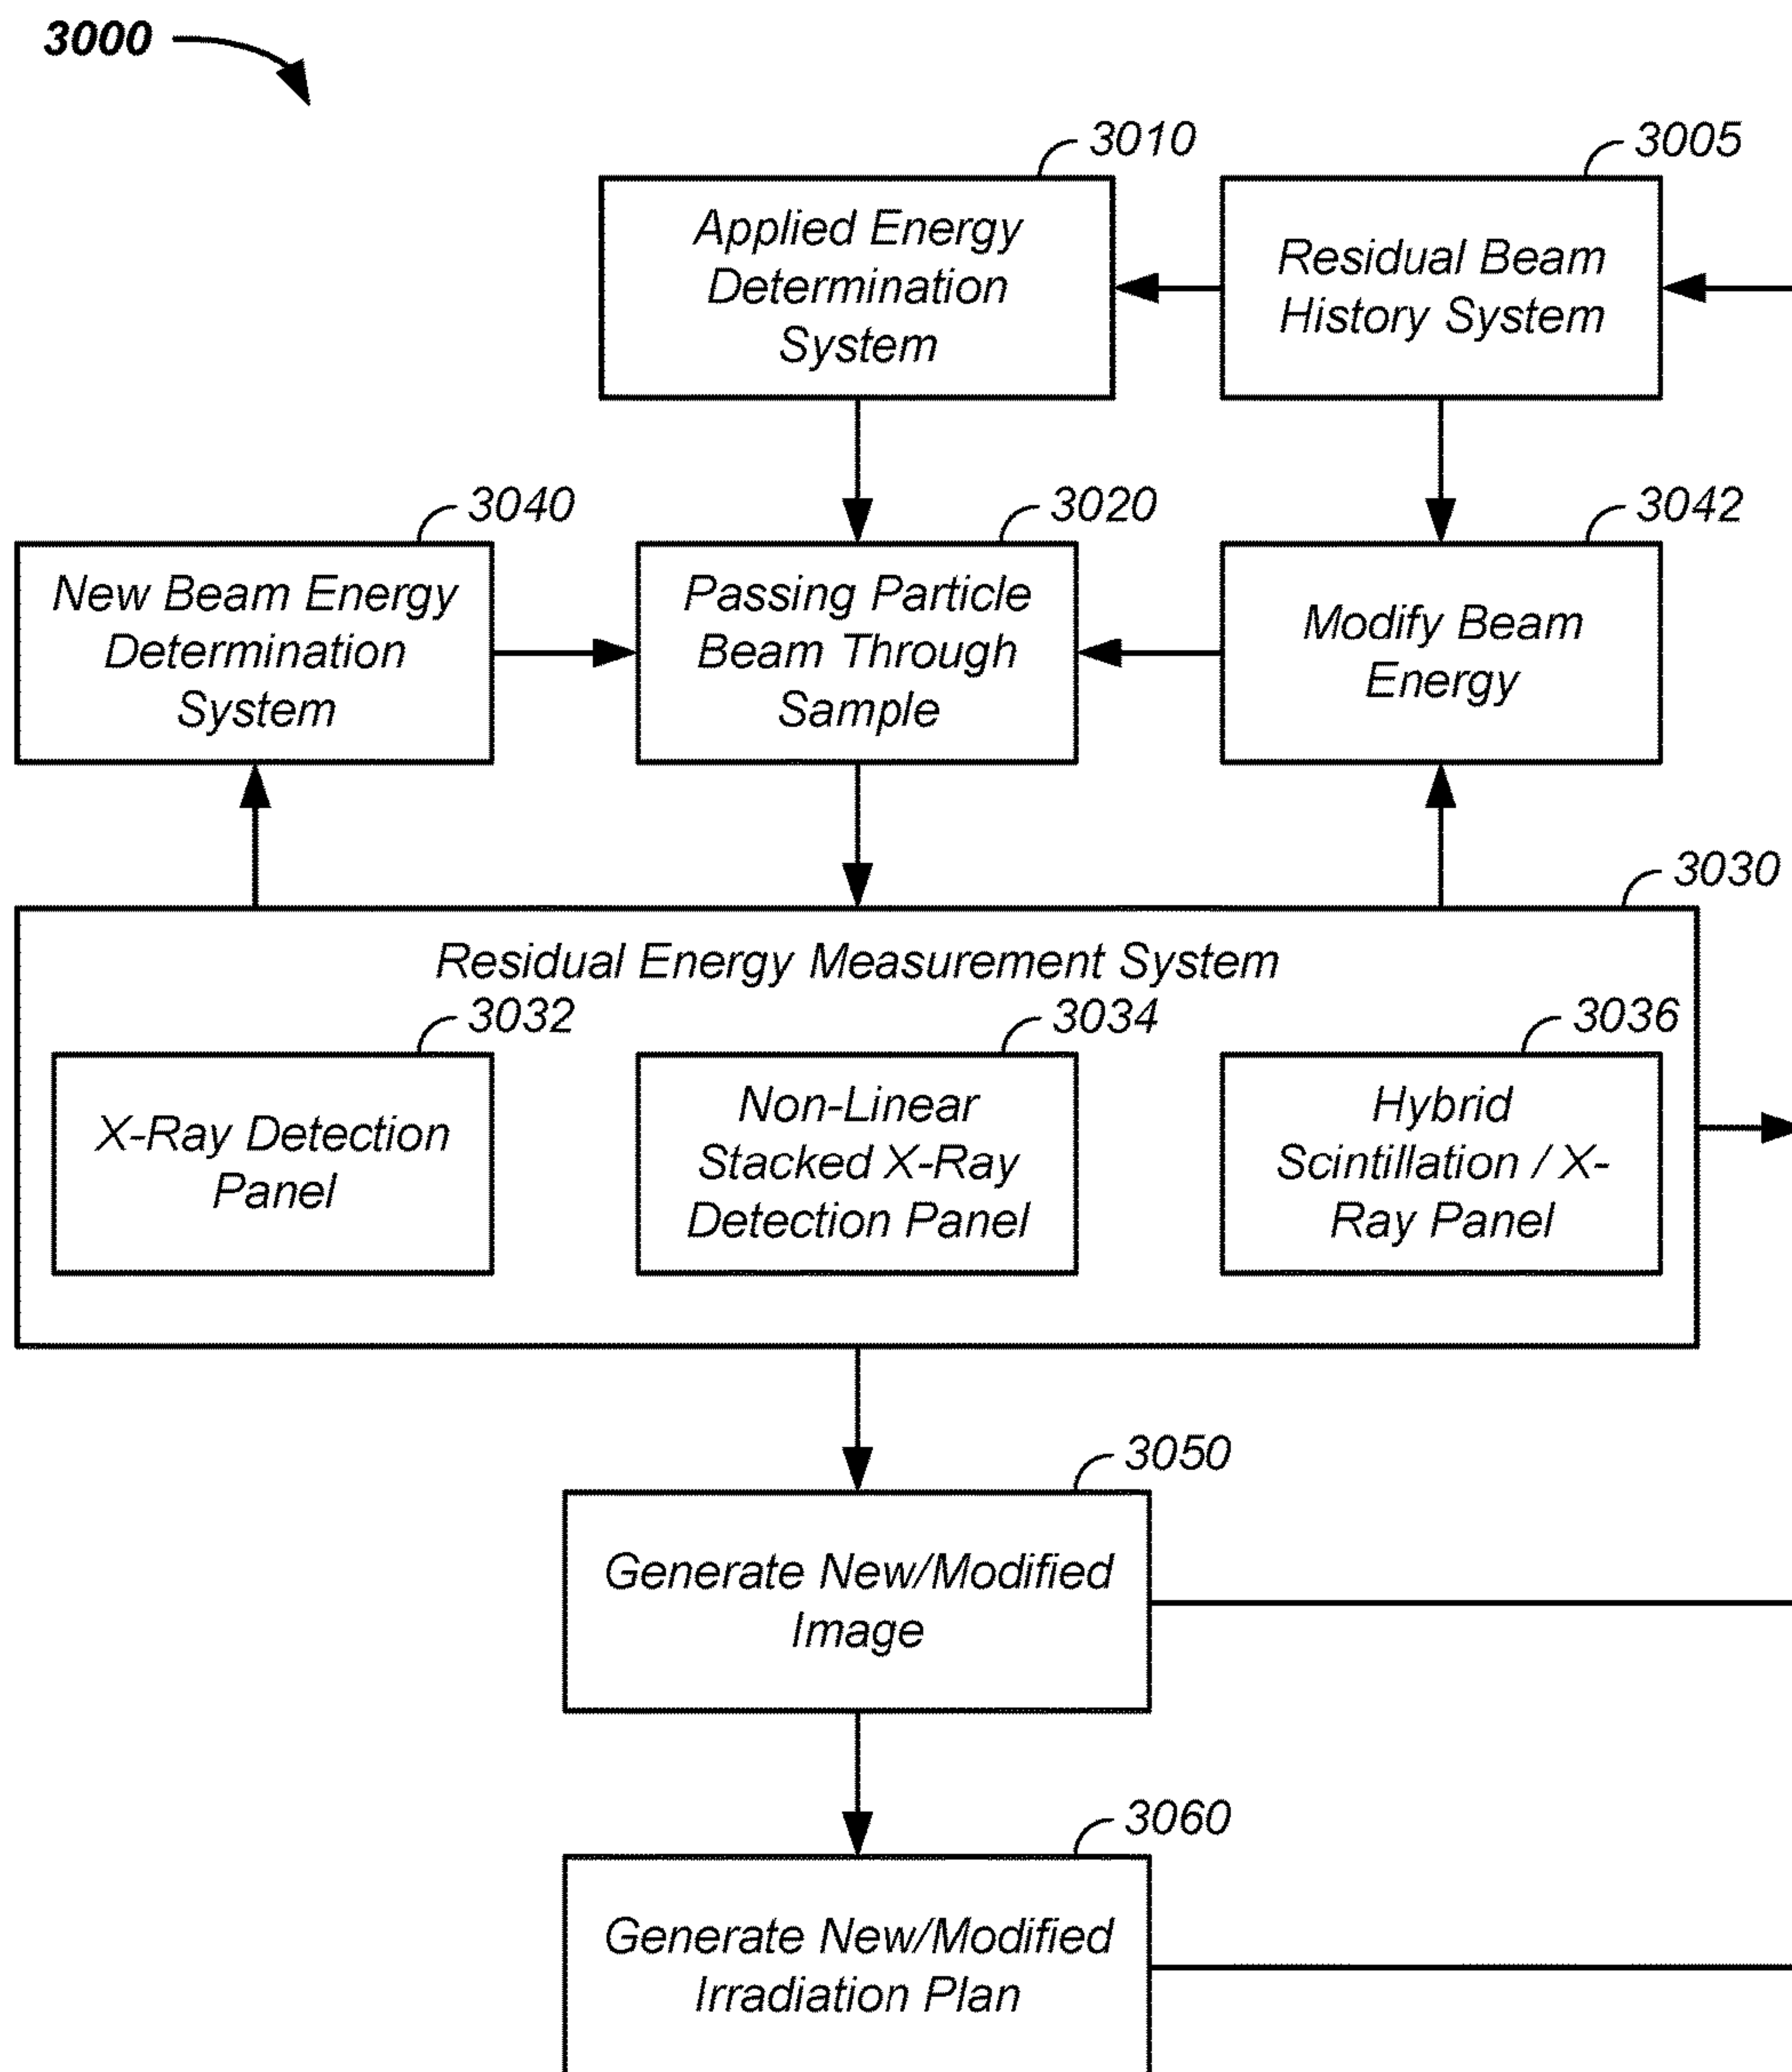 3000
3010
3005
Applied Energy
Determination
System
Residual Beam
History System
3040
3020
3042
New Beam Energy
Determination
System
Passing Particle
Beam Through
Sample
Modify Beam
Energy
3030
Residual Energy Measurement System
3032
3034
3036
X-Ray Detection
Panel
Non-Linear
Stacked X-Ray
Detection Panel
Hybrid
Scintillation / X-
Ray Panel
3050
Generate New/Modified
Image
3060
Generate New/Modified
Irradiation Plan